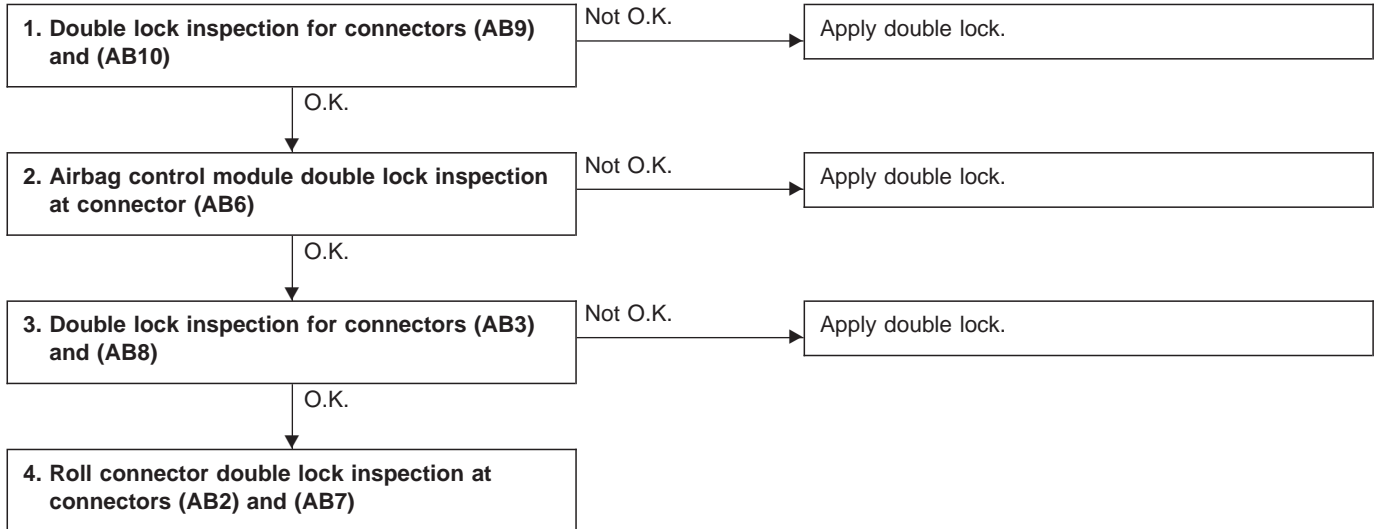 1. Double lock inspection for connectors (AB9)
and (AB10)
Not O.K.
Apply double lock.
O.K.
2. Airbag control module double lock inspection
at connector (AB6)
Not O.K.
Apply double lock.
O.K.
3. Double lock inspection for connectors (AB3)
and (AB8)
Not O.K.
Apply double lock.
O.K.
4. Roll connector double lock inspection at
connectors (AB2) and (AB7)